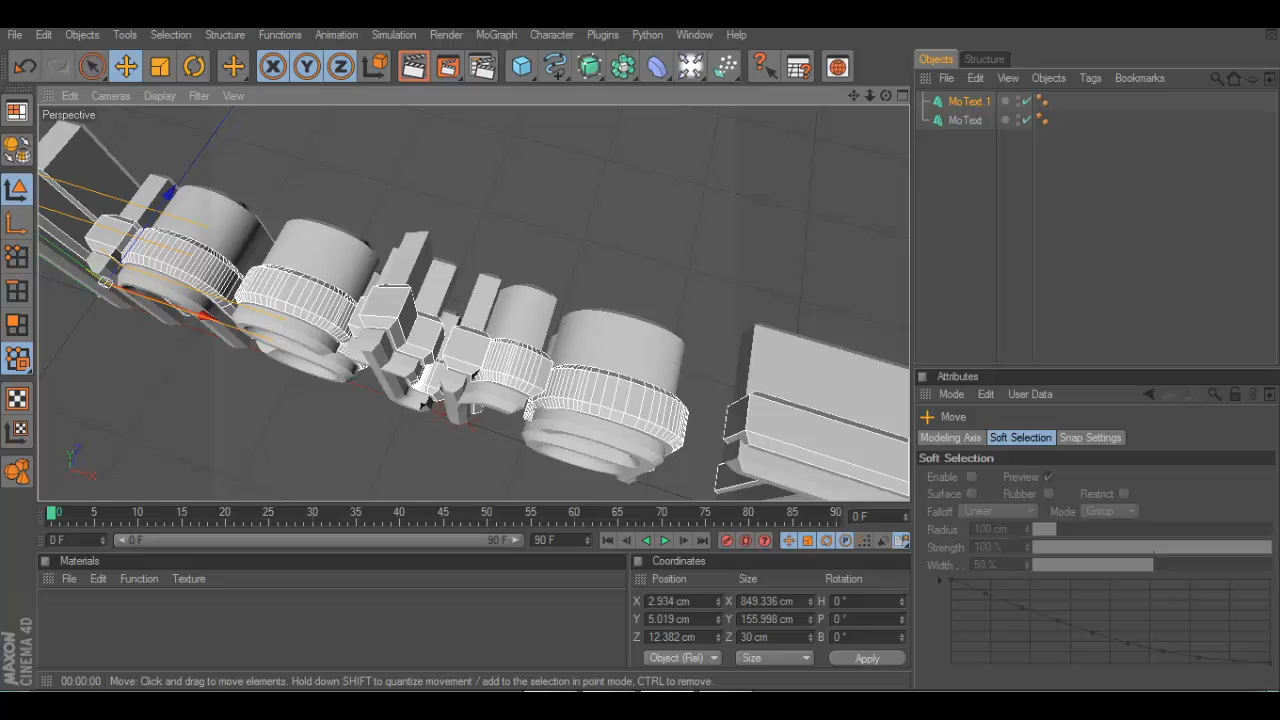 File Edit Objects Tools Selection Structure Functions Animation Simulation Render MoGraph Character Plugins Python Window Help
X Y Z
Objects Structure
Edit Cameras Display Filter View
File Edit View Objects Tags Bookmarks
Perspective
MoText.1
MoText
Y Z X
Attributes
Mode Edit User Data
Move
Modeling Axis Soft Selection Snap Settings
Soft Selection
Enable Preview
Surface Rubber Restrict
Falloff Linear Mode Group
Radius 100 cm
Strength 100 %
Width . . 50 %
0 5 10 15 20 25 30 35 40 45 50 55 60 65 70 75 80 85 90 0 F
0 F 0 F 90 F 90 F
Materials
File Edit Function Texture
Coordinates
Position Size Rotation
X 2.934 cm X 849.336 cm H 0 °
Y 5.019 cm Y 155.998 cm P 0 °
Z 12.382 cm Z 30 cm B 0 °
Object (Rel) Size Apply
MAXON
CINEMA 4D
00:00:00 Move: Click and drag to move elements. Hold down SHIFT to quantize movement / add to the selection in point mode, CTRL to remove.